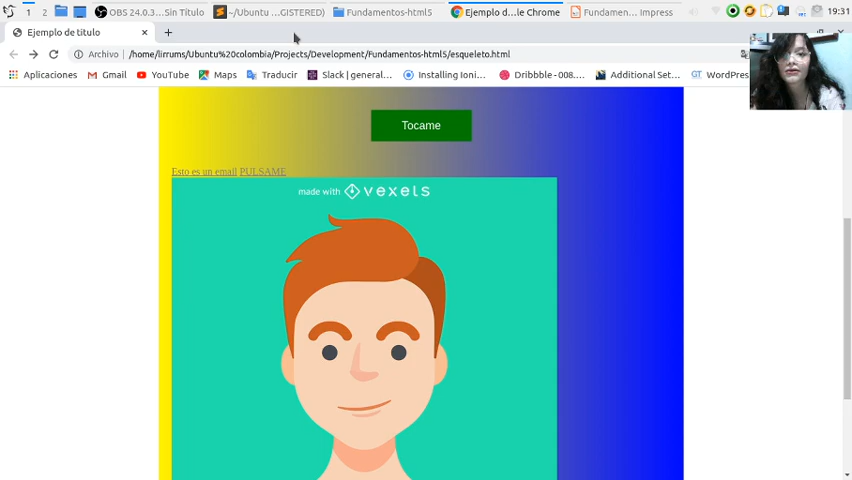 1 2 OBS 24.0.3...Sin Título ~/Ubuntu ...GISTERED) Fundamentos-html5 Ejemplo d...le Chrome Fundamen... Impress 19:31
Ejemplo de titulo
Archivo /home/lirrums/Ubuntu%20colombia/Projects/Development/Fundamentos-html5/esqueleto.html
Aplicaciones Gmail YouTube Maps Traducir Slack | general... Installing Ioni... Dribbble - 008.... Additional Set... GT WordPres
Tocame
Esto es un email PULSAME
made with vexels